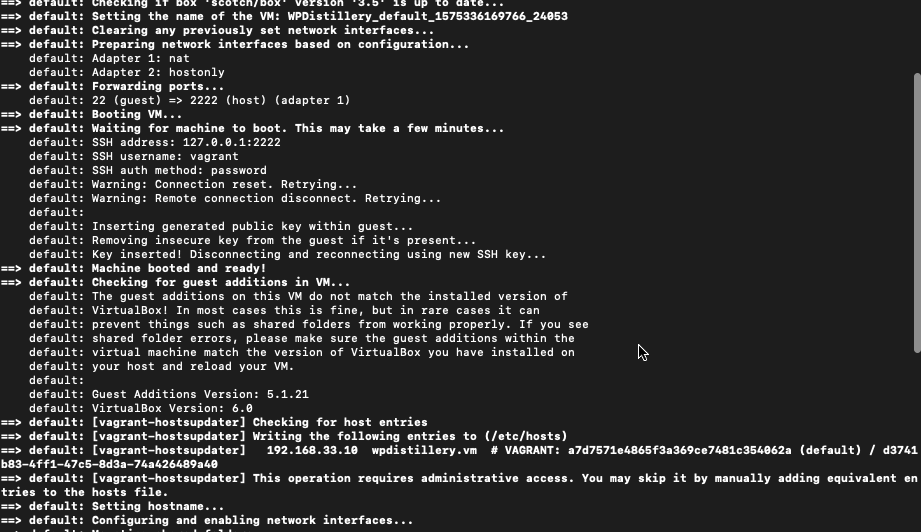 ==> default: Checking if box 'scotch/box' version '3.5' is up to date...
==> default: Setting the name of the VM: WPDistillery_default_1575336169766_24053
==> default: Clearing any previously set network interfaces...
==> default: Preparing network interfaces based on configuration...
default: Adapter 1: nat
default: Adapter 2: hostonly
==> default: Forwarding ports...
default: 22 (guest) => 2222 (host) (adapter 1)
==> default: Booting VM...
==> default: Waiting for machine to boot. This may take a few minutes...
default: SSH address: 127.0.0.1:2222
default: SSH username: vagrant
default: SSH auth method: password
default: Warning: Connection reset. Retrying...
default: Warning: Remote connection disconnect. Retrying...
default:
default: Inserting generated public key within guest...
default: Removing insecure key from the guest if it's present...
default: Key inserted! Disconnecting and reconnecting using new SSH key...
==> default: Machine booted and ready!
==> default: Checking for guest additions in VM...
default: The guest additions on this VM do not match the installed version of
default: VirtualBox! In most cases this is fine, but in rare cases it can
default: prevent things such as shared folders from working properly. If you see
default: shared folder errors, please make sure the guest additions within the
default: virtual machine match the version of VirtualBox you have installed on
default: your host and reload your VM.
default:
default: Guest Additions Version: 5.1.21
default: VirtualBox Version: 6.0
==> default: [vagrant-hostsupdater] Checking for host entries
==> default: [vagrant-hostsupdater] Writing the following entries to (/etc/hosts)
==> default: [vagrant-hostsupdater]   192.168.33.10  wpdistillery.vm  # VAGRANT: a7d7571e4865f3a369ce7481c354062a (default) / d3741
b83-4ff1-47c5-8d3a-74a426489a40
==> default: [vagrant-hostsupdater] This operation requires administrative access. You may skip it by manually adding equivalent en
tries to the hosts file.
==> default: Setting hostname...
==> default: Configuring and enabling network interfaces...